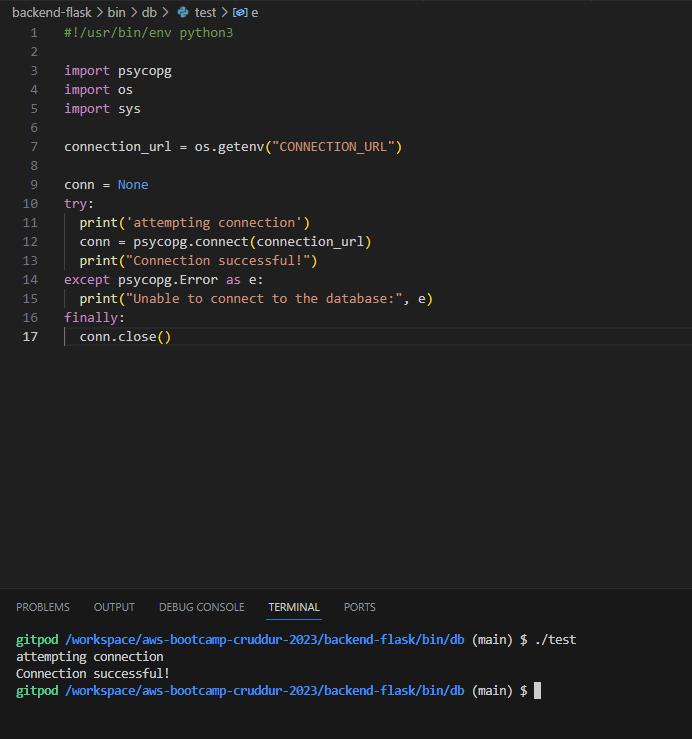 backend-flask > bin > db > test > e
1 #!/usr/bin/env python3
2
3 import psycopg
4 import os
5 import sys
6
7 connection_url = os.getenv("CONNECTION_URL")
8
9 conn = None
10 try:
11   print('attempting connection')
12   conn = psycopg.connect(connection_url)
13   print("Connection successful!")
14 except psycopg.Error as e:
15   print("Unable to connect to the database:", e)
16 finally:
17   conn.close()
PROBLEMS OUTPUT DEBUG CONSOLE TERMINAL PORTS
gitpod /workspace/aws-bootcamp-cruddur-2023/backend-flask/bin/db (main) $ ./test
attempting connection
Connection successful!
gitpod /workspace/aws-bootcamp-cruddur-2023/backend-flask/bin/db (main) $